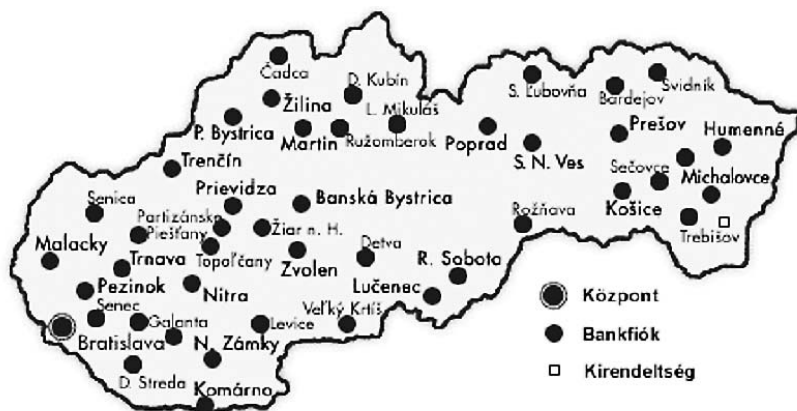 Čadca
D. Kubín
S. Ľubovňa
Svidník
Bardejov
Žilina
L. Mikuláš
P. Bystrica
Martin
Ružomberok
Poprad
Prešov
Humenné
S.N. Ves
Trenčín
Sečovce
Michalovce
Prievidza
Banská Bystrica
Košice
Senica
Partizánske
Rožňava
Piešťany
Žiar n. H.
Trebišov
Malacky
Topoľčany
Zvolen
Detva
Trnava
R. Soboto
Pezinok
Nitra
Lučenec
Központ
Senec
Galanta
Levice
Veľký Krtíš
Bratislava
N. Zámky
Bankfiók
D. Streda
Komárno
Kirendeltség